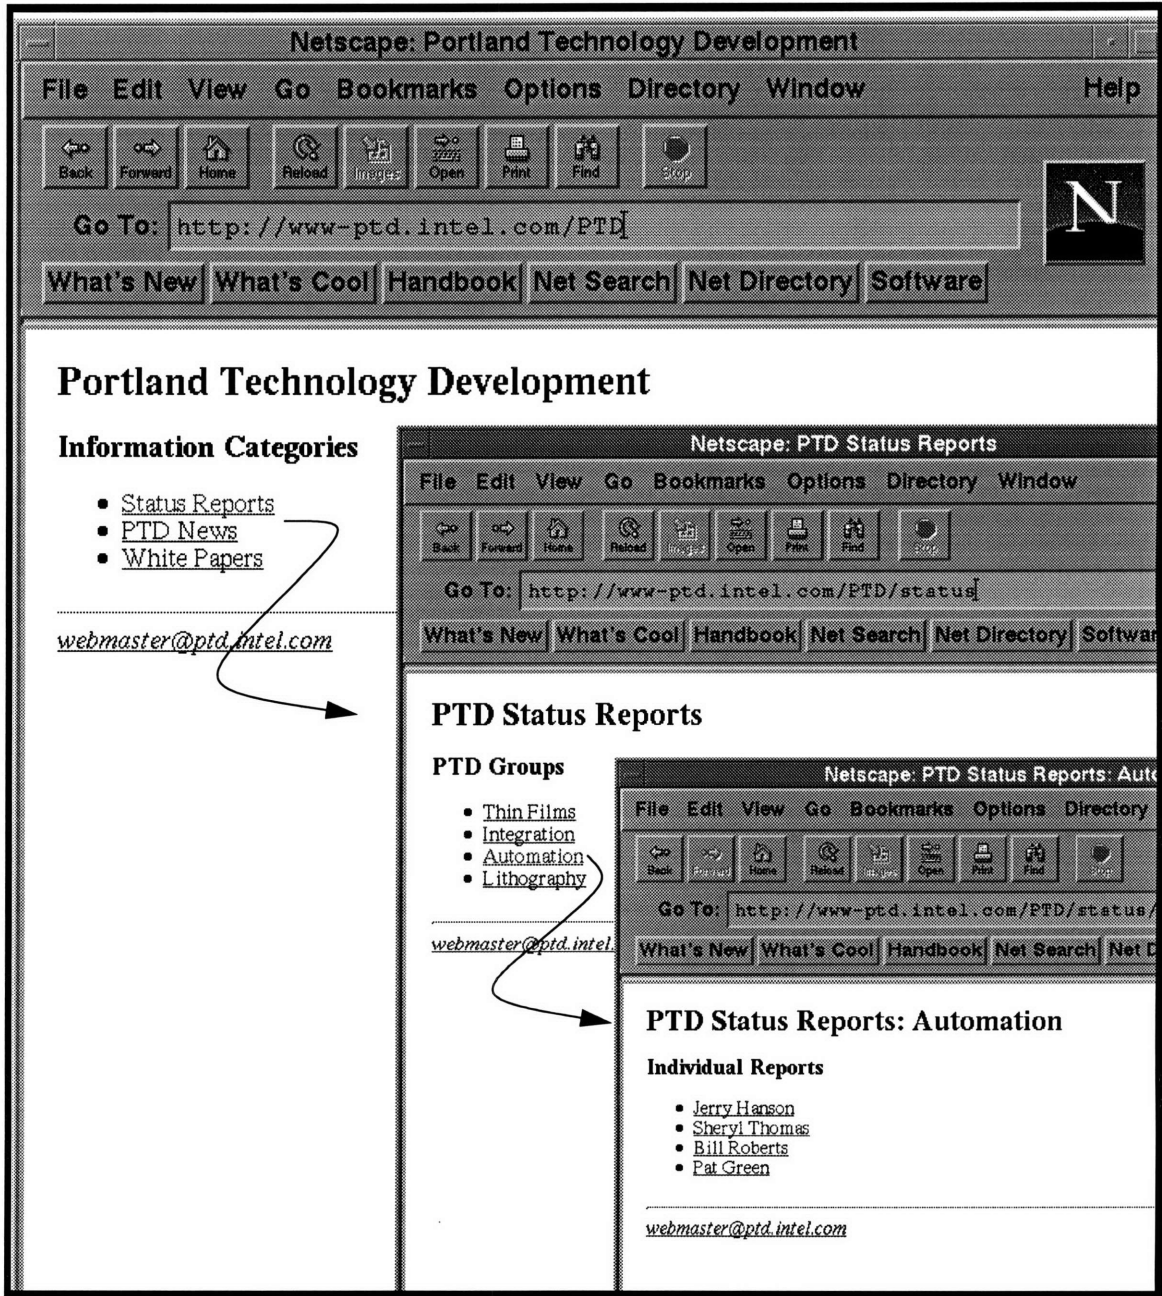 Netscape: Portland Technology Development
File Edit View Go Bookmarks Options Directory Window Help
Back Forward Home Reload Images Open Print Find Stop
Go To: http://www-ptd.intel.com/PTD
N
What's New What's Cool Handbook Net Search Net Directory Software
Portland Technology Development
Information Categories
• Status Reports
• PTD News
• White Papers
webmaster@ptd.intel.com
Netscape: PTD Status Reports
File Edit View Go Bookmarks Options Directory Window
Back Forward Home Reload Images Open Print Find Stop
Go To: http://www-ptd.intel.com/PTD/status
What's New What's Cool Handbook Net Search Net Directory Softwar
PTD Status Reports
PTD Groups
• Thin Films
• Integration
• Automation
• Lithography
webmaster@ptd.intel.
Netscape: PTD Status Reports: Auto
File Edit View Go Bookmarks Options Directory
Back Forward Home Reload Images Open Print Find Stop
Go To: http://www-ptd.intel.com/PTD/status/
What's New What's Cool Handbook Net Search Net D
PTD Status Reports: Automation
Individual Reports
• Jerry Hanson
• Sheryl Thomas
• Bill Roberts
• Pat Green
webmaster@ptd.intel.com